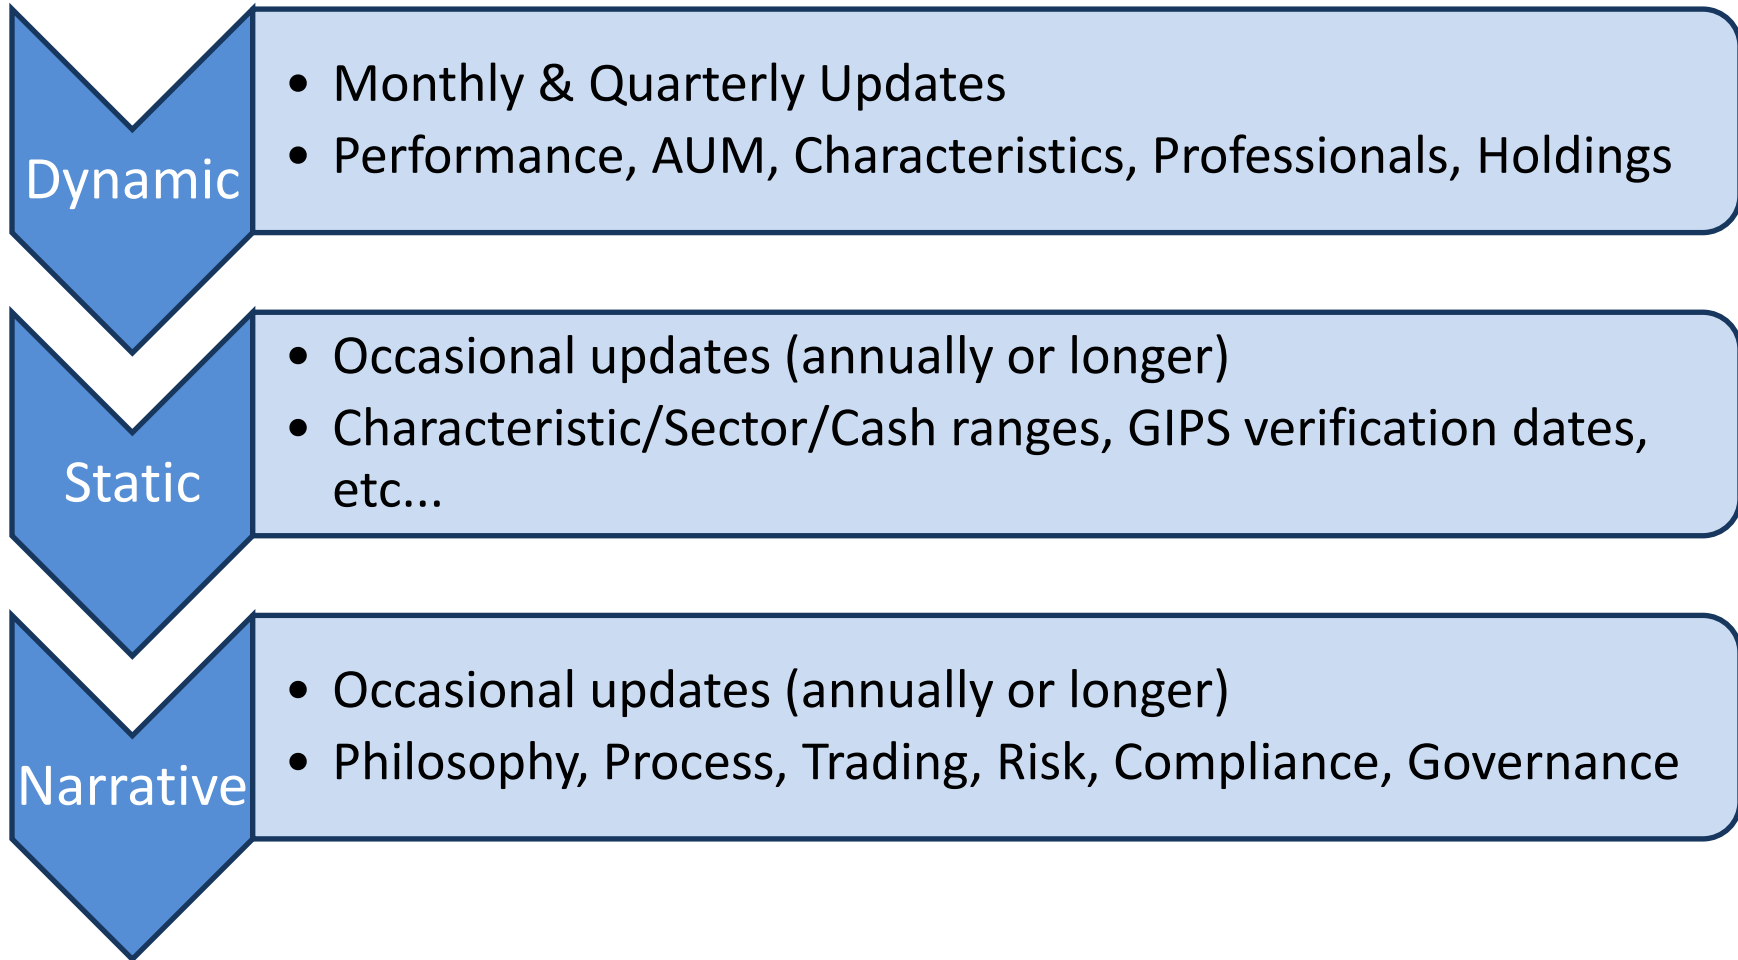 Dynamic
• Monthly & Quarterly Updates
• Performance, AUM, Characteristics, Professionals, Holdings
Static
• Occasional updates (annually or longer)
• Characteristic/Sector/Cash ranges, GIPS verification dates,
etc...
Narrative
• Occasional updates (annually or longer)
• Philosophy, Process, Trading, Risk, Compliance, Governance